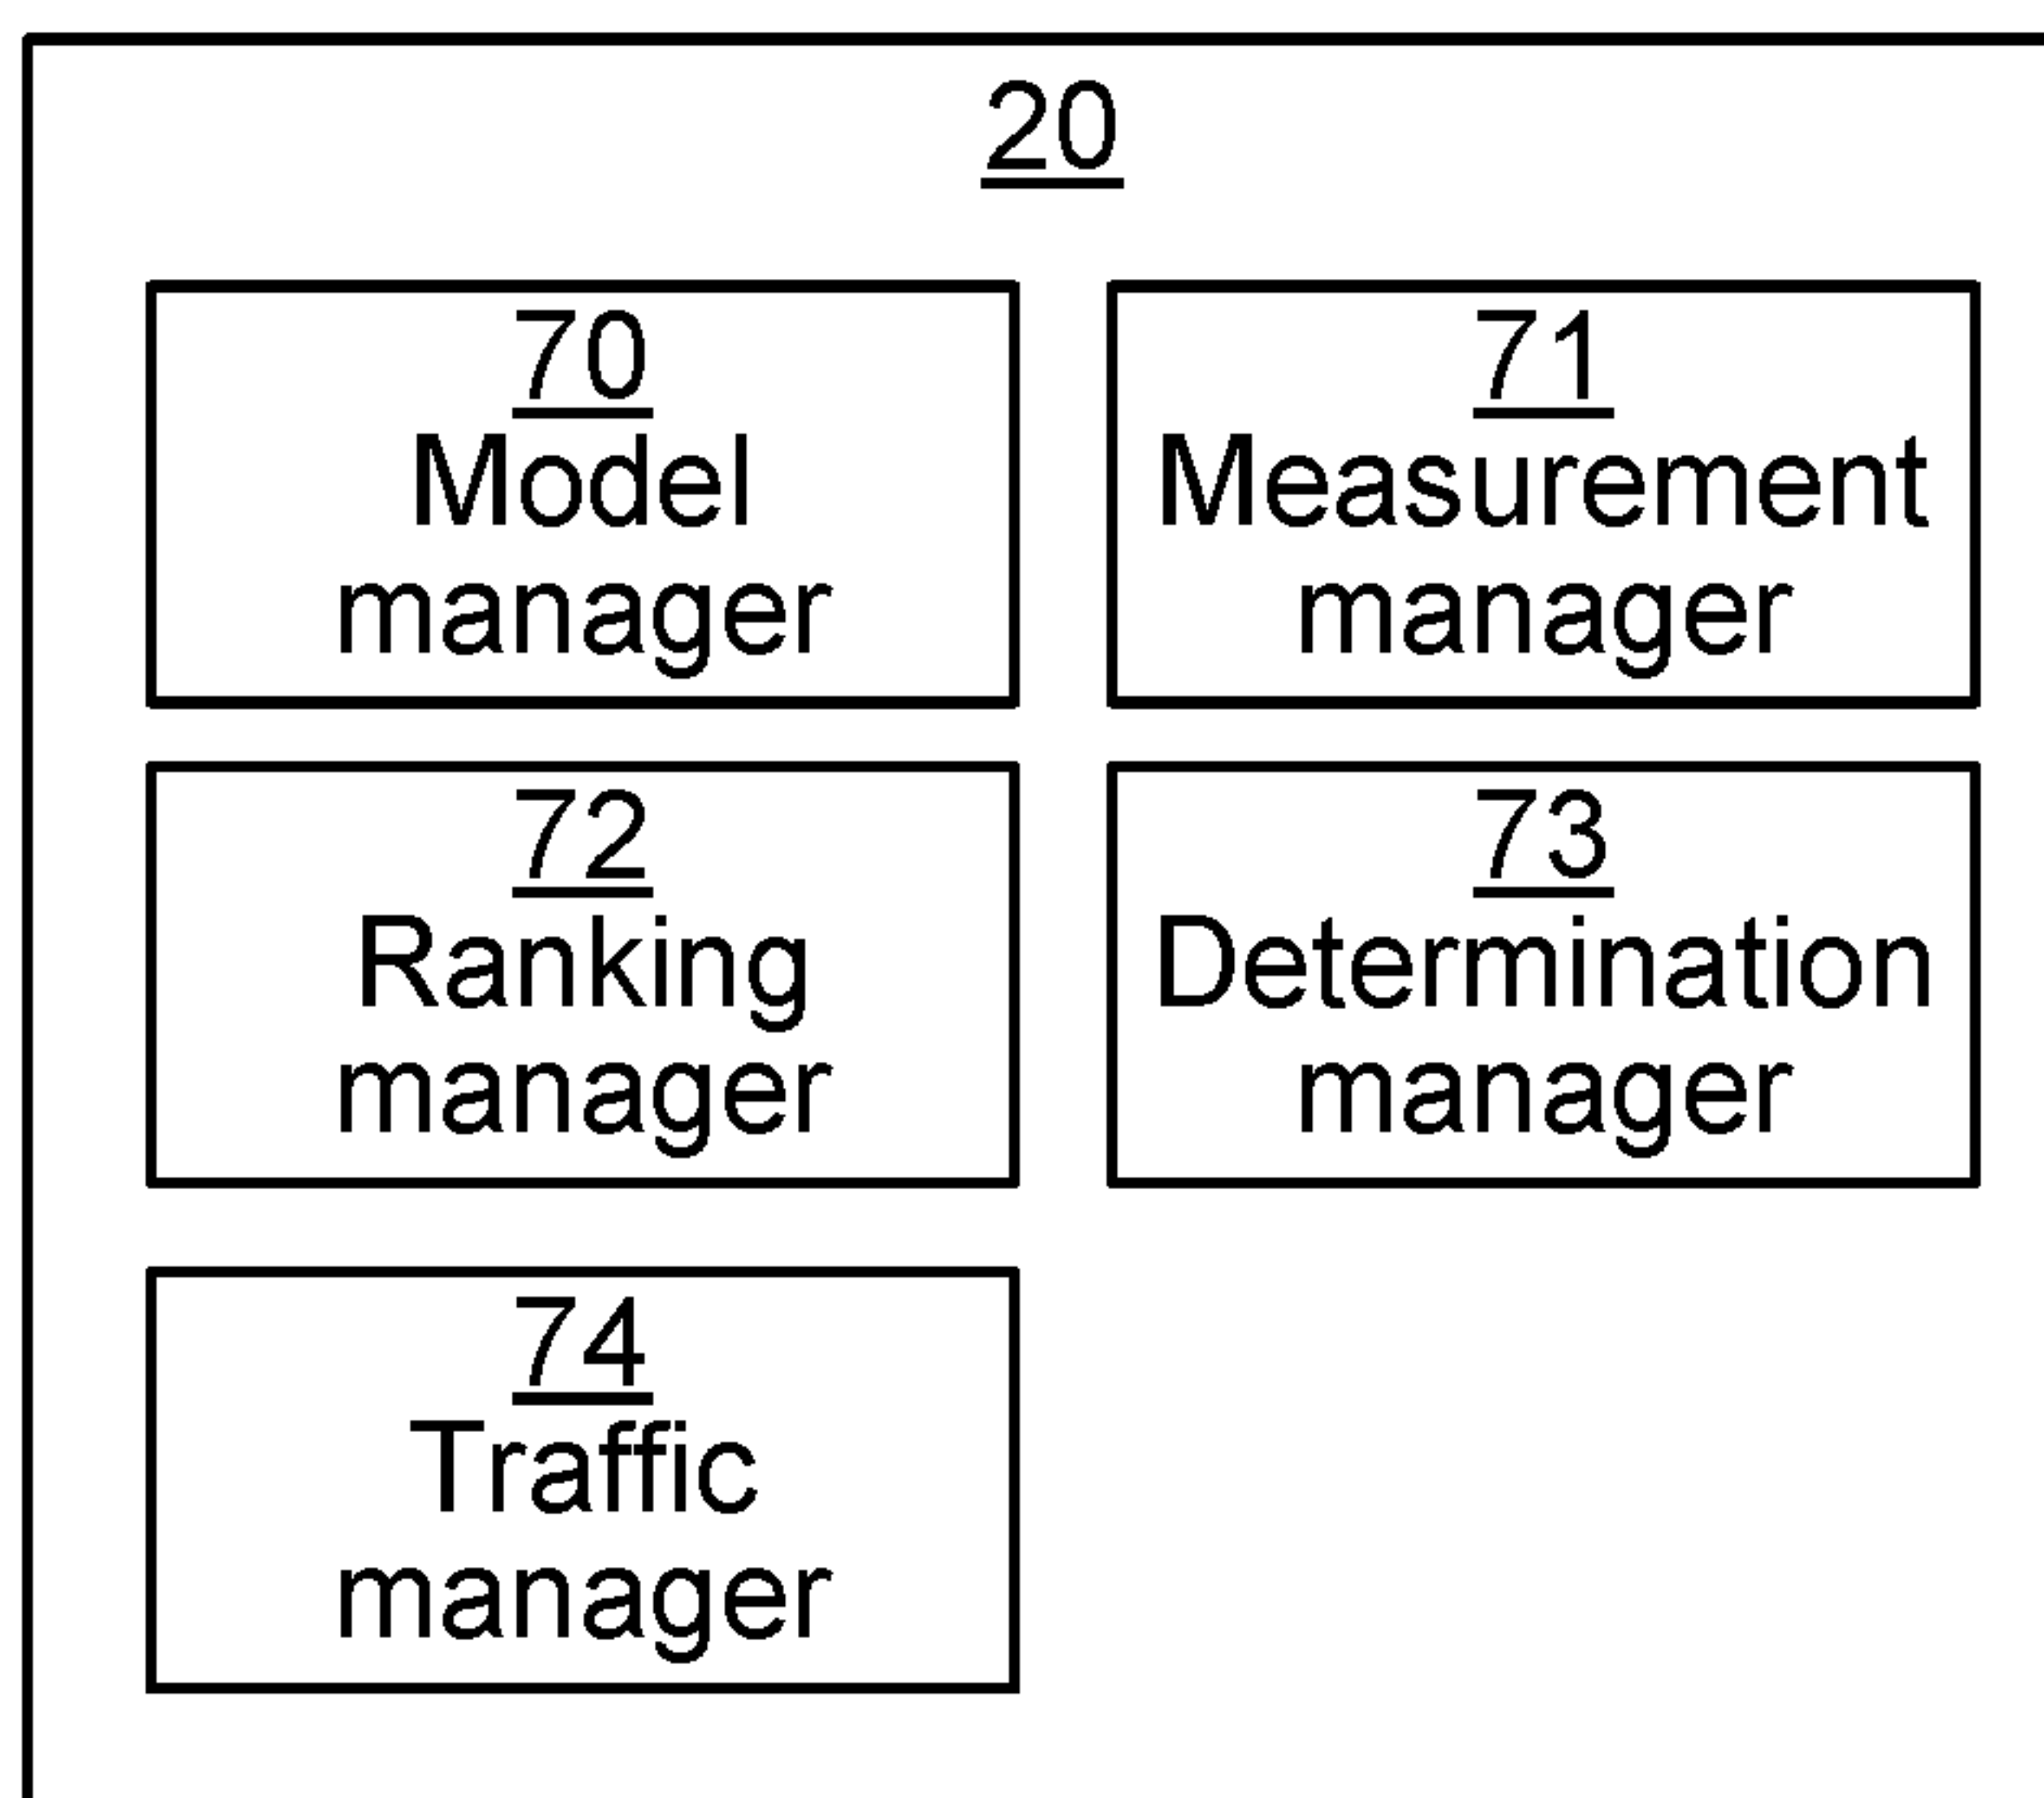 20
70
Model
manager
71
Measurement
manager
72
Ranking
manager
73
Determination
manager
74
Traffic
manager